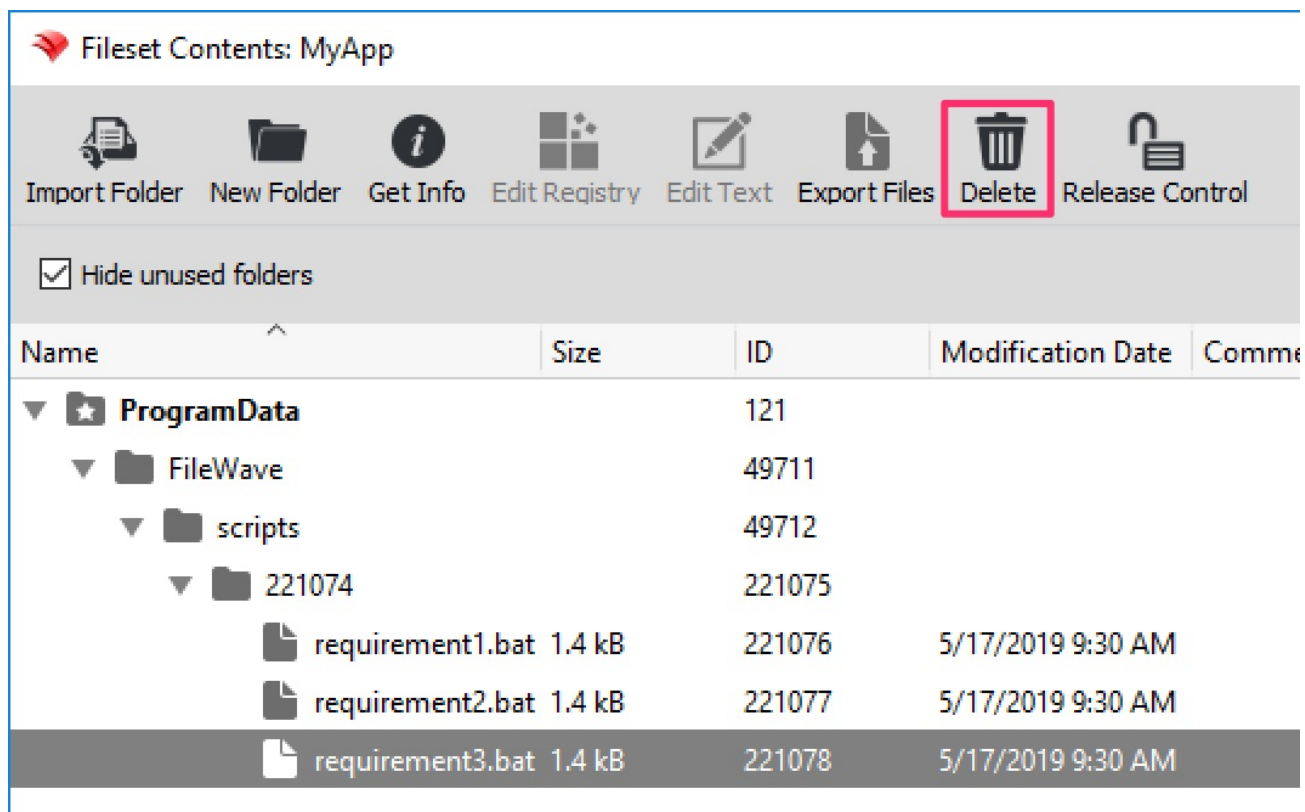 Fileset Contents: MyApp
Import Folder New Folder Get Info Edit Registry Edit Text Export Files Delete Release Control
Hide unused folders
Name Size ID Modification Date Comme
ProgramData 121
FileWave 49711
scripts 49712
221074 221075
requirement1.bat 1.4 kB 221076 5/17/2019 9:30 AM
requirement2.bat 1.4 kB 221077 5/17/2019 9:30 AM
requirement3.bat 1.4 kB 221078 5/17/2019 9:30 AM